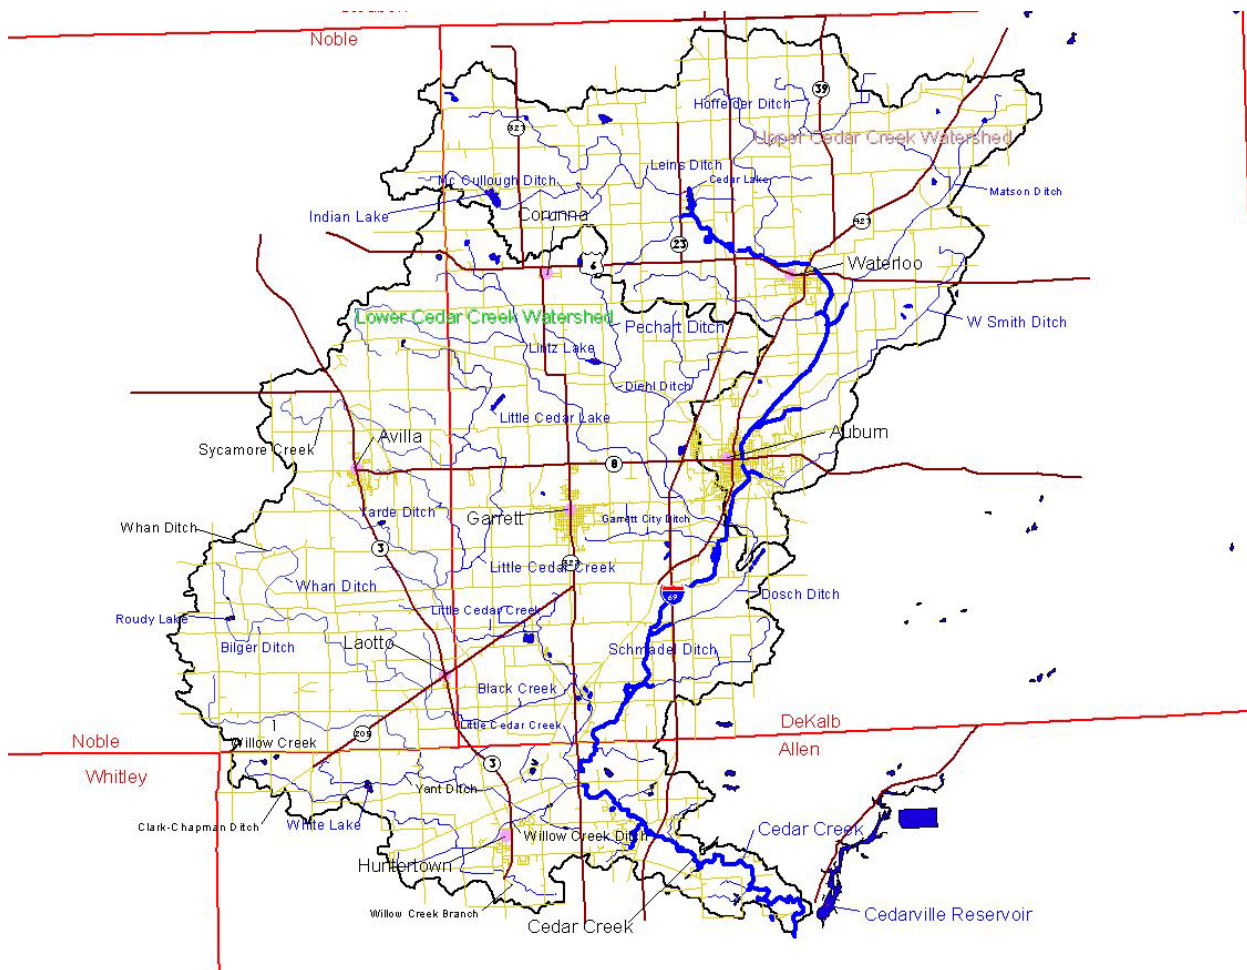 Noble
39
Hoffelder Ditch
327
Upper Cedar Creek Watershed
Leins Ditch
Cedar Lake
Mc Cullough Ditch
Matson Ditch
Indian Lake
Corunna
427
23
6
Waterloo
Lower Cedar Creek Watershed
Pechart Ditch
W Smith Ditch
Lintz Lake
Diehl Ditch
Little Cedar Lake
Auburn
Avilla
Sycamore Creek
8
Yarde Ditch
Garrett
Garrett City Ditch
Whan Ditch
3
Little Cedar Creek
327
Whan Ditch
69
Dosch Ditch
Little Cedar Creek
Roudy Lake
Bilger Ditch
Laotto
Schmadel Ditch
Black Creek
Little Cedar Creek
DeKalb
205
Noble
Willow Creek
Allen
3
Whitley
Yant Ditch
Clark-Chapman Ditch
White Lake
Willow Creek Ditch
Cedar Creek
Huntertown
Willow Creek Branch
Cedar Creek
Cedarville Reservoir